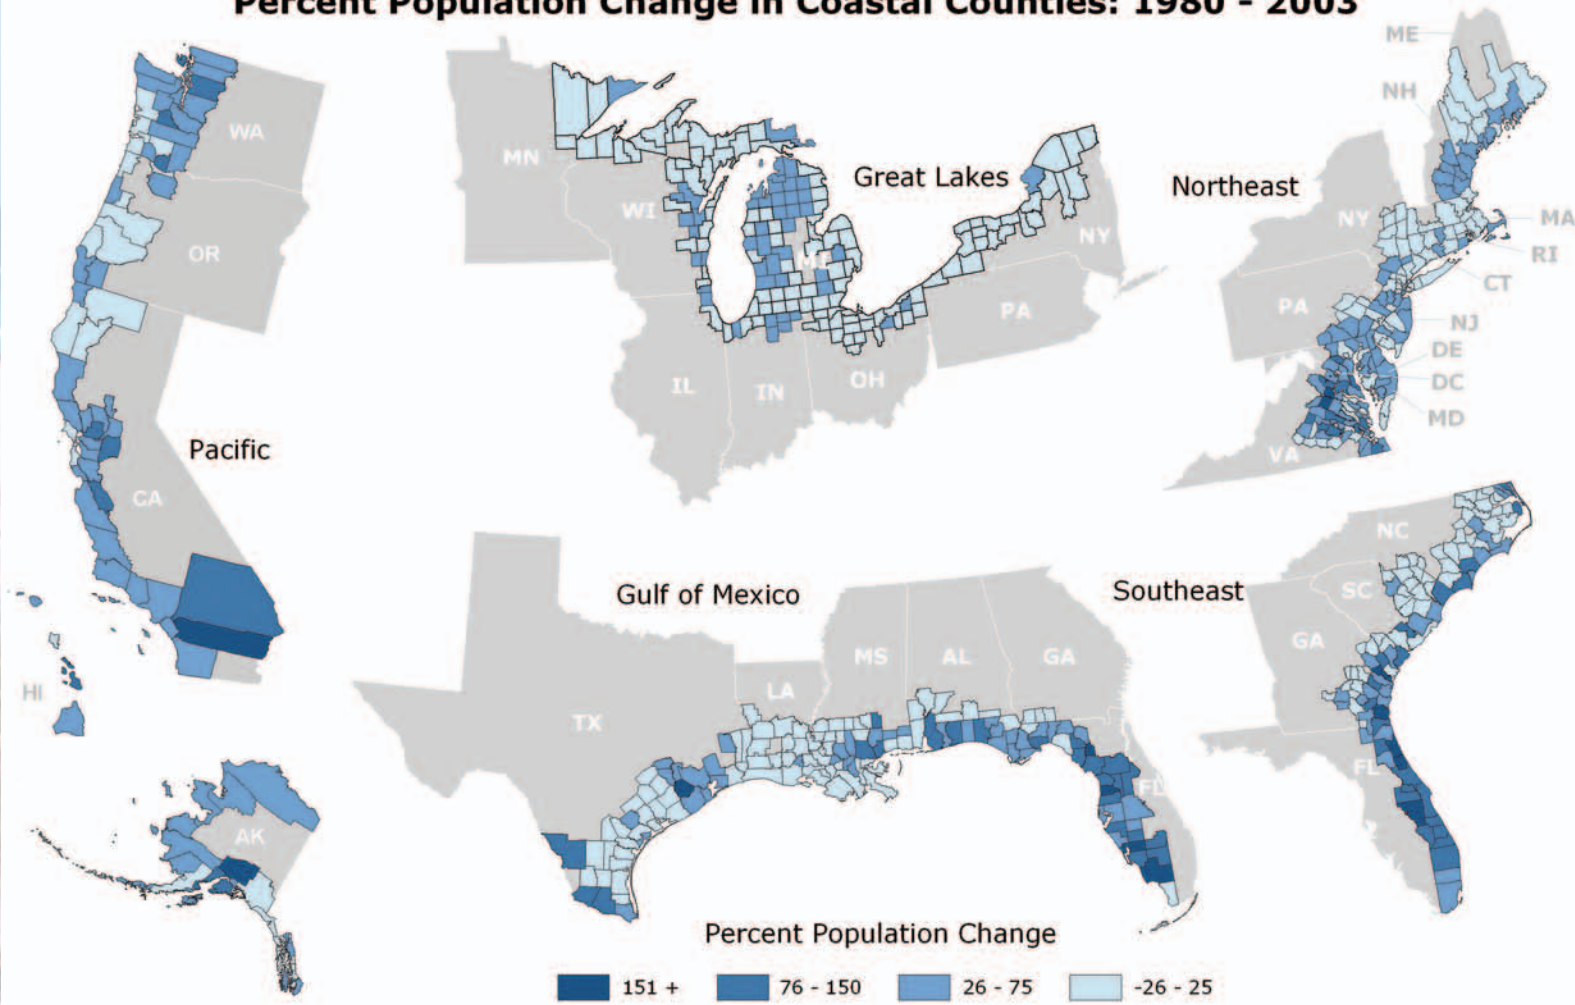 Percent Population Change in Coastal Counties: 1980 - 2003
ME
NH
WA
MN
Great Lakes
Northeast
WI
NY
MA
OR
NY
RI
MI
CT
PA
PA
NJ
DE
IL
IN
OH
DC
MD
Pacific
VA
CA
NC
Gulf of Mexico
Southeast
SC
GA
MS
AL
GA
HI
LA
TX
FL
FL
AK
Percent Population Change
151 +
76 - 150
26 - 75
-26 - 25